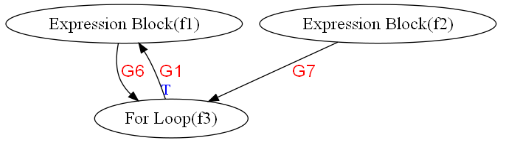 Expression Block(f1)
Expression Block(f2)
G6
G1
G7
T
For Loop(f3)